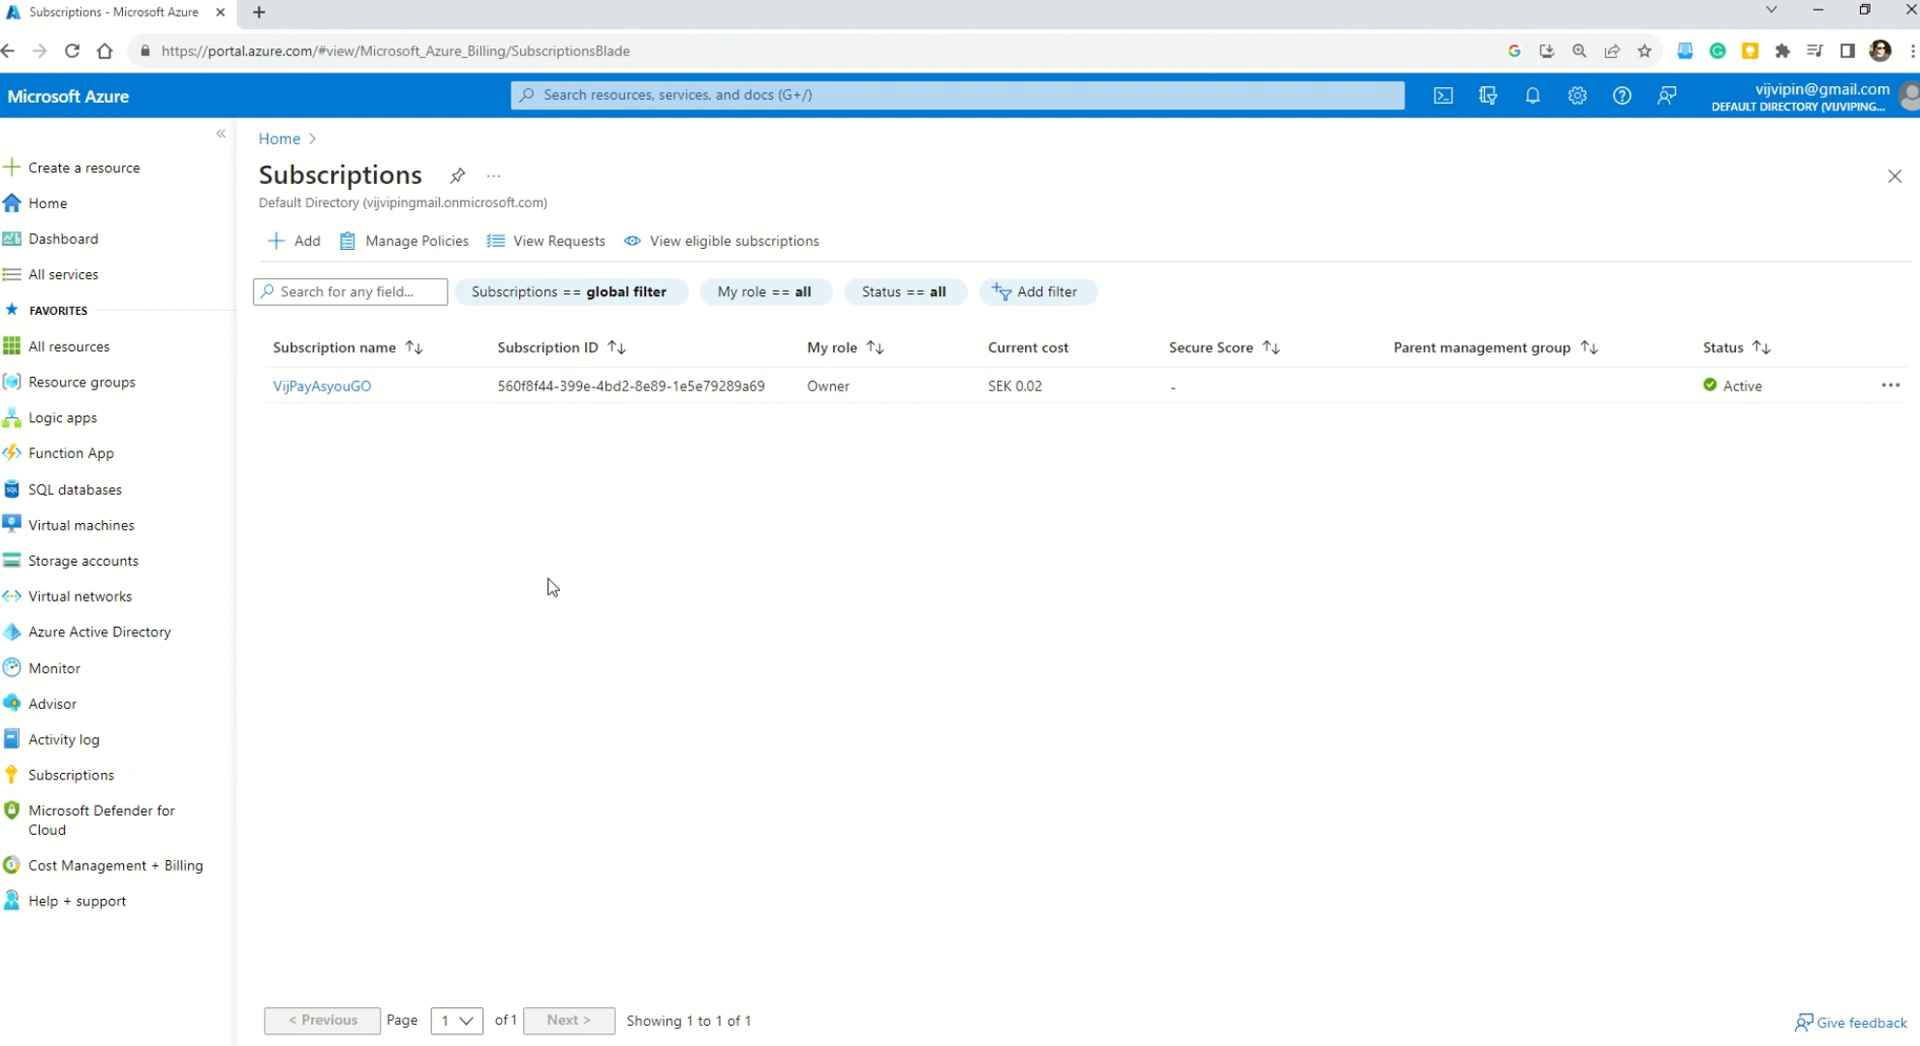 Subscriptions - Microsoft Azure
https://portal.azure.com/#view/Microsoft_Azure_Billing/SubscriptionsBlade
Microsoft Azure
Search resources, services, and docs (G+/)
vijvipin@gmail.com
DEFAULT DIRECTORY (VIJVIPING...
Create a resource
Home
Dashboard
All services
FAVORITES
All resources
Resource groups
Logic apps
Function App
SQL databases
Virtual machines
Storage accounts
Virtual networks
Azure Active Directory
Monitor
Advisor
Activity log
Subscriptions
Microsoft Defender for
Cloud
Cost Management + Billing
Help + support
Home >
Subscriptions ...
Default Directory (vijvipingmail.onmicrosoft.com)
Add Manage Policies View Requests View eligible subscriptions
Search for any field... Subscriptions == global filter My role == all Status == all Add filter
Subscription name Subscription ID My role Current cost Secure Score Parent management group Status
VijPayAsyouGO 560f8f44-399e-4bd2-8e89-1e5e79289a69 Owner SEK 0.02 - Active ...
< Previous Page 1 of 1 Next > Showing 1 to 1 of 1
Give feedback